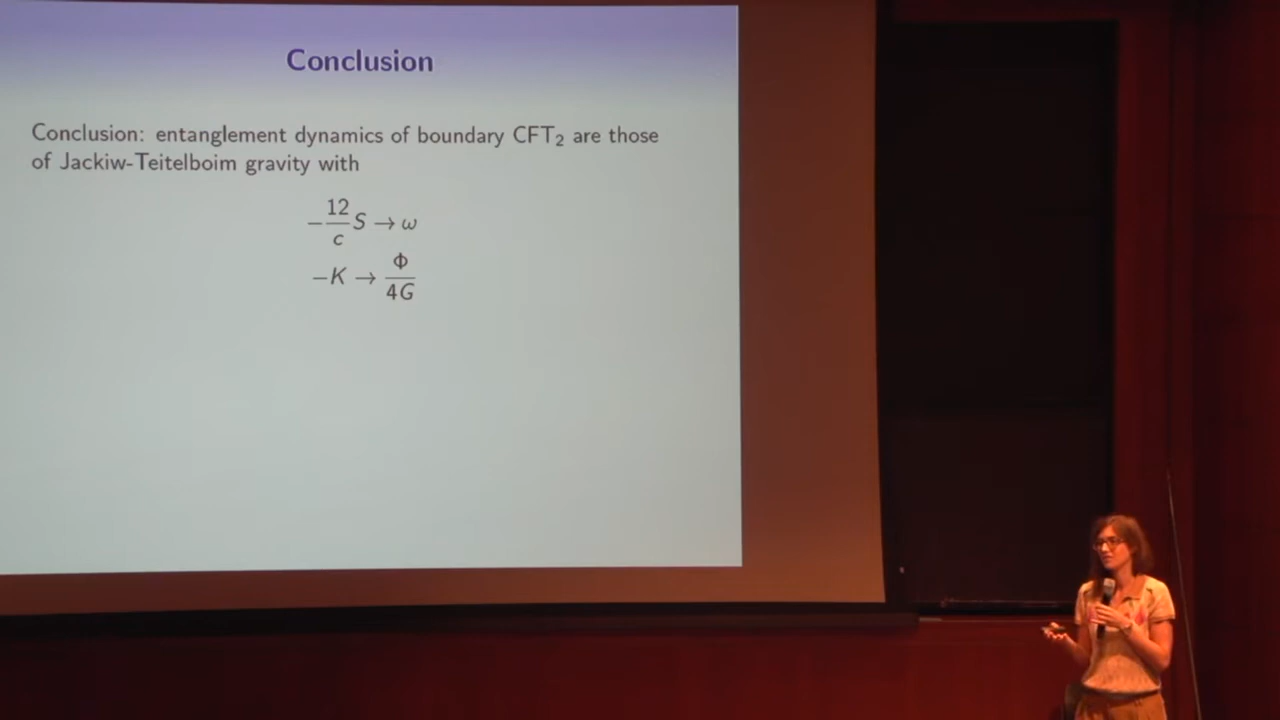 Conclusion
Conclusion: entanglement dynamics of boundary CFT₂ are those
of Jackiw-Teitelboim gravity with
−12/c S → ω
−K → Φ/4G